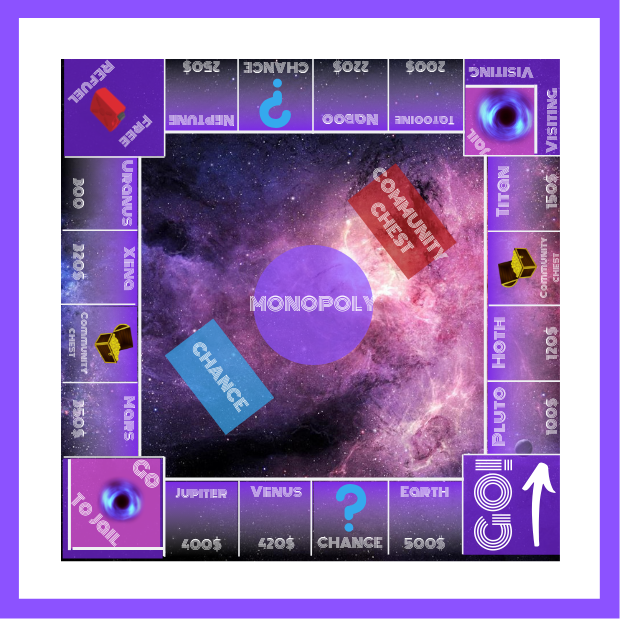 REFUEL
FREE
250$
NEPTUNE
CHANCE
?
220$
NABOO
200$
TATOOINE
VISITING
VISITING
JAIL
URANUS
300
XENA
320$
COMMUNITY
CHEST
MARS
350$
COMMUNITY
CHEST
MONOPOLY
CHANCE
TITAN
150$
COMMUNITY
CHEST
HOTH
120$
PLUTO
100$
GO
TO JAIL
JUPITER
400$
VENUS
420$
?
CHANCE
EARTH
500$
GO!